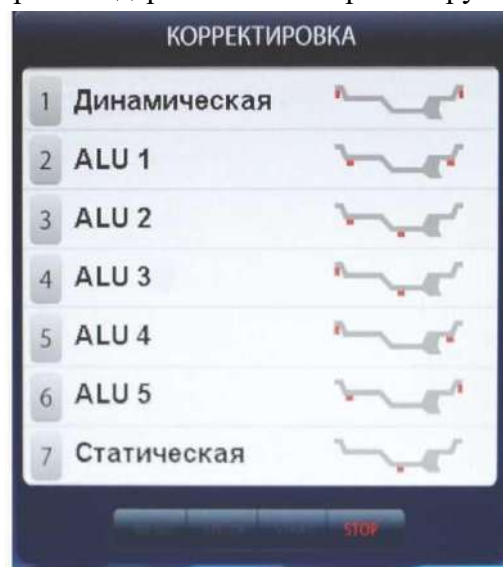 КОРРЕКТИРОВКА
1 Динамическая
2 ALU 1
3 ALU 2
4 ALU 3
5 ALU 4
6 ALU 5
7 Статическая
STOP